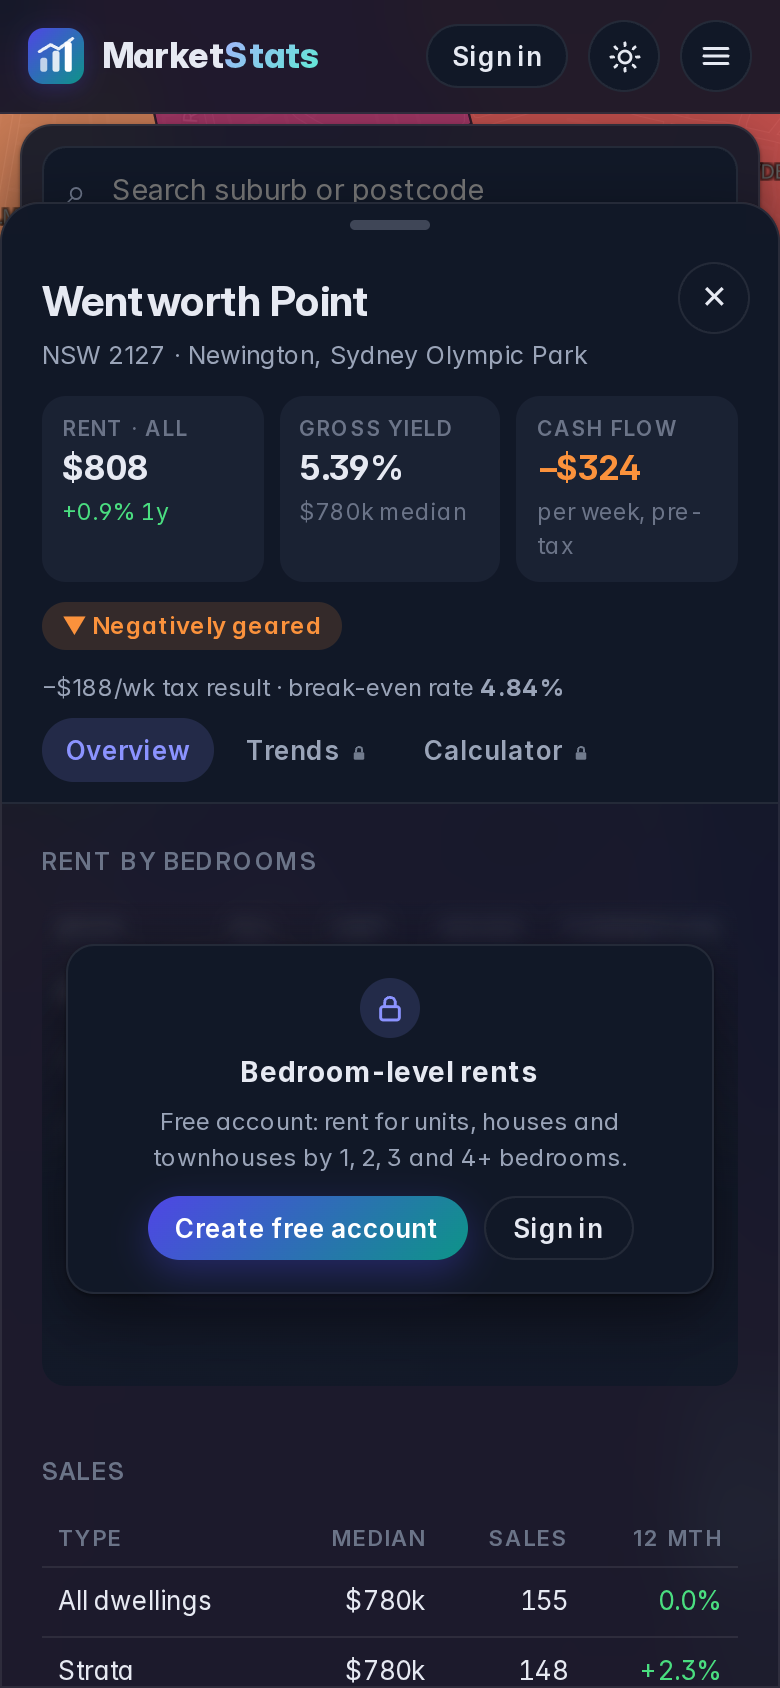 MarketStats
Sign in
Search suburb or postcode
Wentworth Point
NSW 2127 · Newington, Sydney Olympic Park
RENT · ALL
$808
+0.9% 1y
GROSS YIELD
5.39%
$780k median
CASH FLOW
−$324
per week, pre-
tax
▼ Negatively geared
−$188/wk tax result · break-even rate 4.84%
Overview
Trends
Calculator
RENT BY BEDROOMS
Bedroom-level rents
Free account: rent for units, houses and
townhouses by 1, 2, 3 and 4+ bedrooms.
Create free account
Sign in
SALES
TYPE MEDIAN SALES 12 MTH
All dwellings $780k 155 0.0%
Strata $780k 148 +2.3%